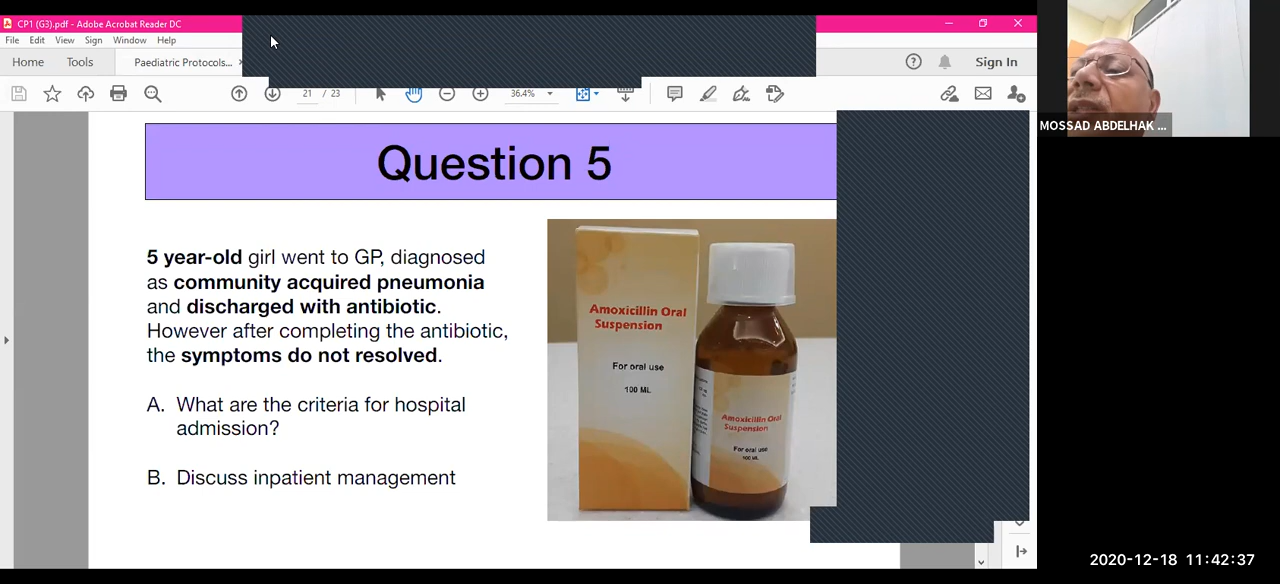 CP1 (G3).pdf - Adobe Acrobat Reader DC
File Edit View Sign Window Help
Home Tools Paediatric Protocols... Sign In
21 / 23 36.4%
MOSSAD ABDELHAK ...
Question 5
5 year-old girl went to GP, diagnosed
as community acquired pneumonia
and discharged with antibiotic.
However after completing the antibiotic,
the symptoms do not resolved.
A. What are the criteria for hospital
admission?
B. Discuss inpatient management
Amoxicillin Oral
Suspension
For oral use
100 ML
Amoxicillin Oral
Suspension
For oral use
100 ML
2020-12-18 11:42:37